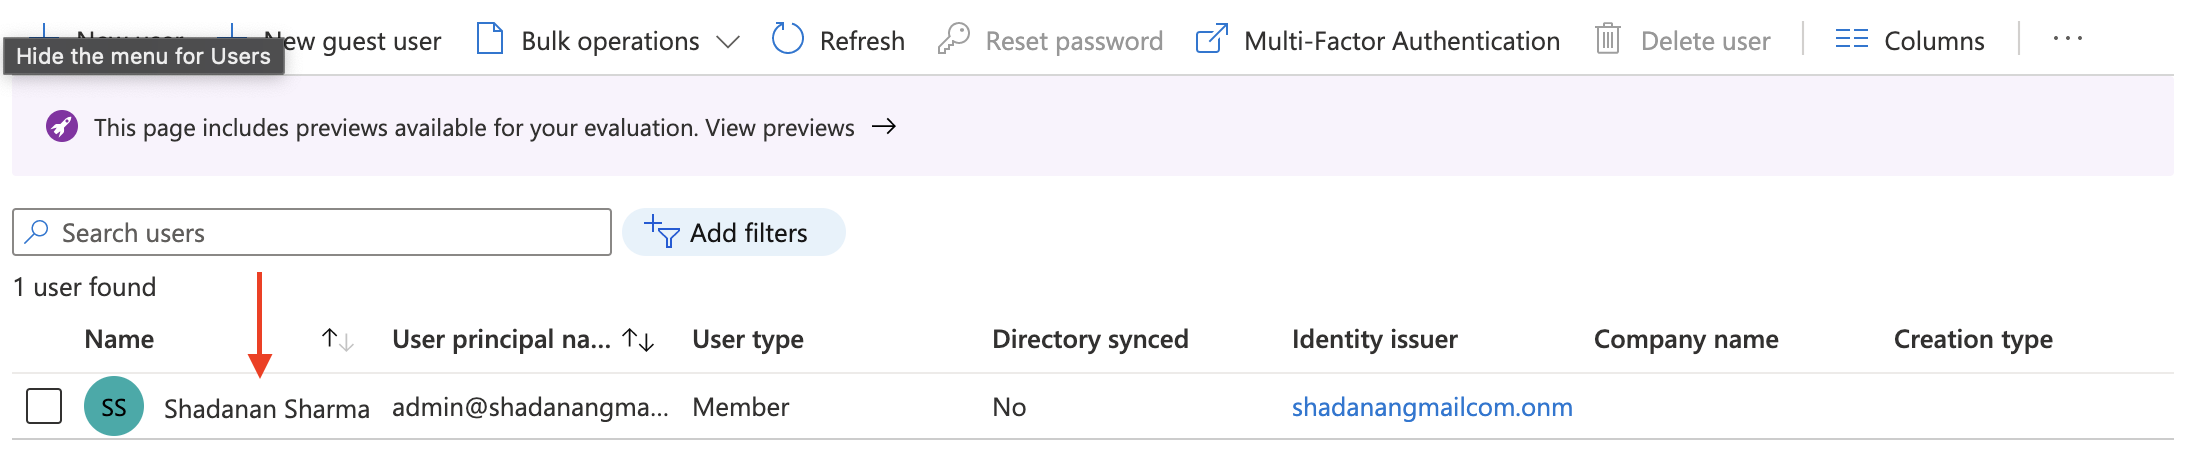 New user
New guest user
Bulk operations
Refresh
Reset password
Multi-Factor Authentication
Delete user
Columns
Hide the menu for Users
This page includes previews available for your evaluation. View previews →
Search users
Add filters
1 user found
Name
User principal na...
User type
Directory synced
Identity issuer
Company name
Creation type
SS
Shadanan Sharma
admin@shadanangma...
Member
No
shadanangmailcom.onm